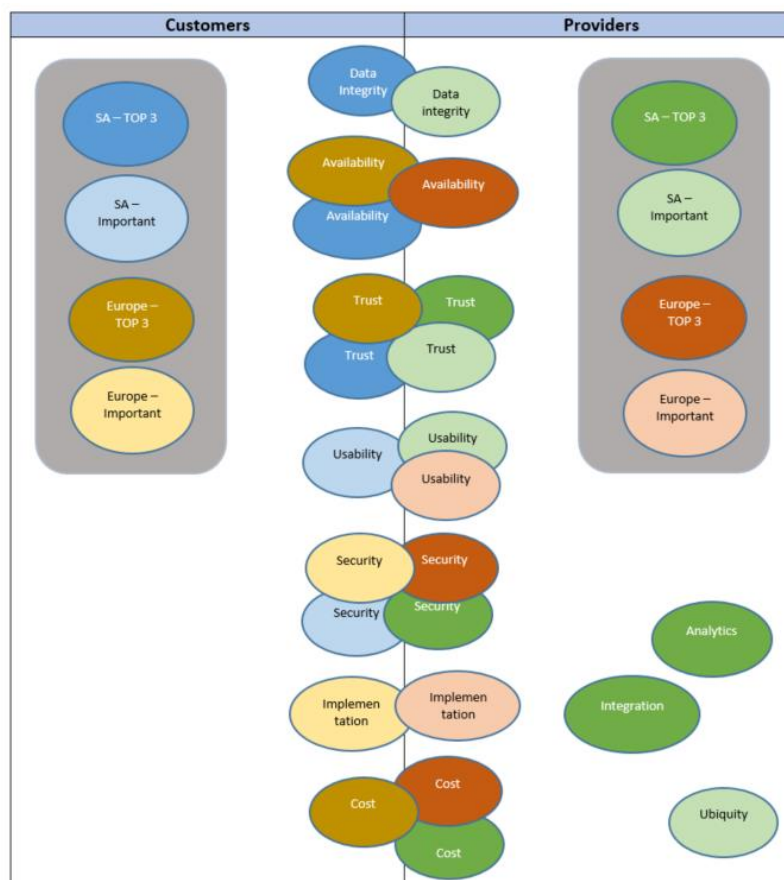 Customers
Providers
SA – TOP 3
SA –
Important
Europe –
TOP 3
Europe –
Important
Data
Integrity
Data
integrity
Availability
Availability
Availability
Trust
Trust
Trust
Trust
Usability
Usability
Usability
Security
Security
Security
Security
Implemen
tation
Implemen
tation
Cost
Cost
Cost
SA – TOP 3
SA –
Important
Europe –
TOP 3
Europe –
Important
Analytics
Integration
Ubiquity